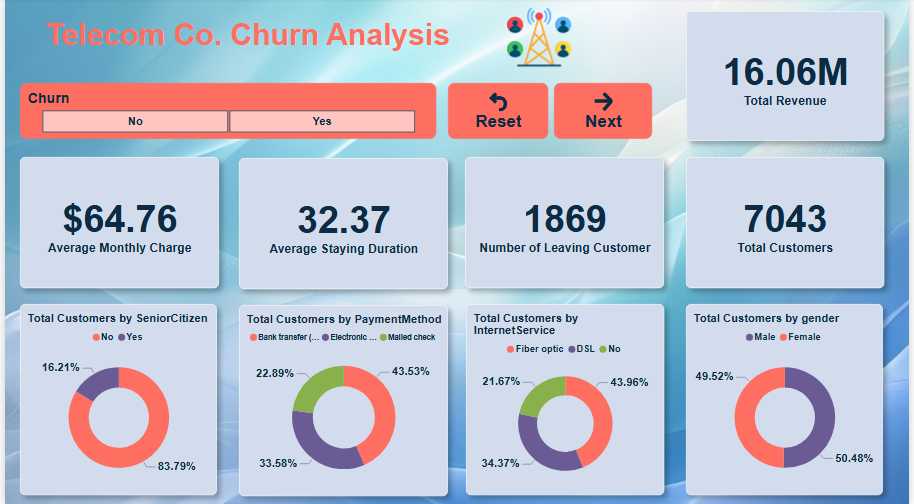 Telecom Co. Churn Analysis
16.06M
Total Revenue
Churn
No
Yes
Reset
Next
$64.76
Average Monthly Charge
32.37
Average Staying Duration
1869
Number of Leaving Customer
7043
Total Customers
Total Customers by SeniorCitizen
No Yes
16.21%
83.79%
Total Customers by PaymentMethod
Bank transfer (... Electronic ... Mailed check
22.89%
43.53%
33.58%
Total Customers by
InternetService
Fiber optic DSL No
21.67%
43.96%
34.37%
Total Customers by gender
Male Female
49.52%
50.48%